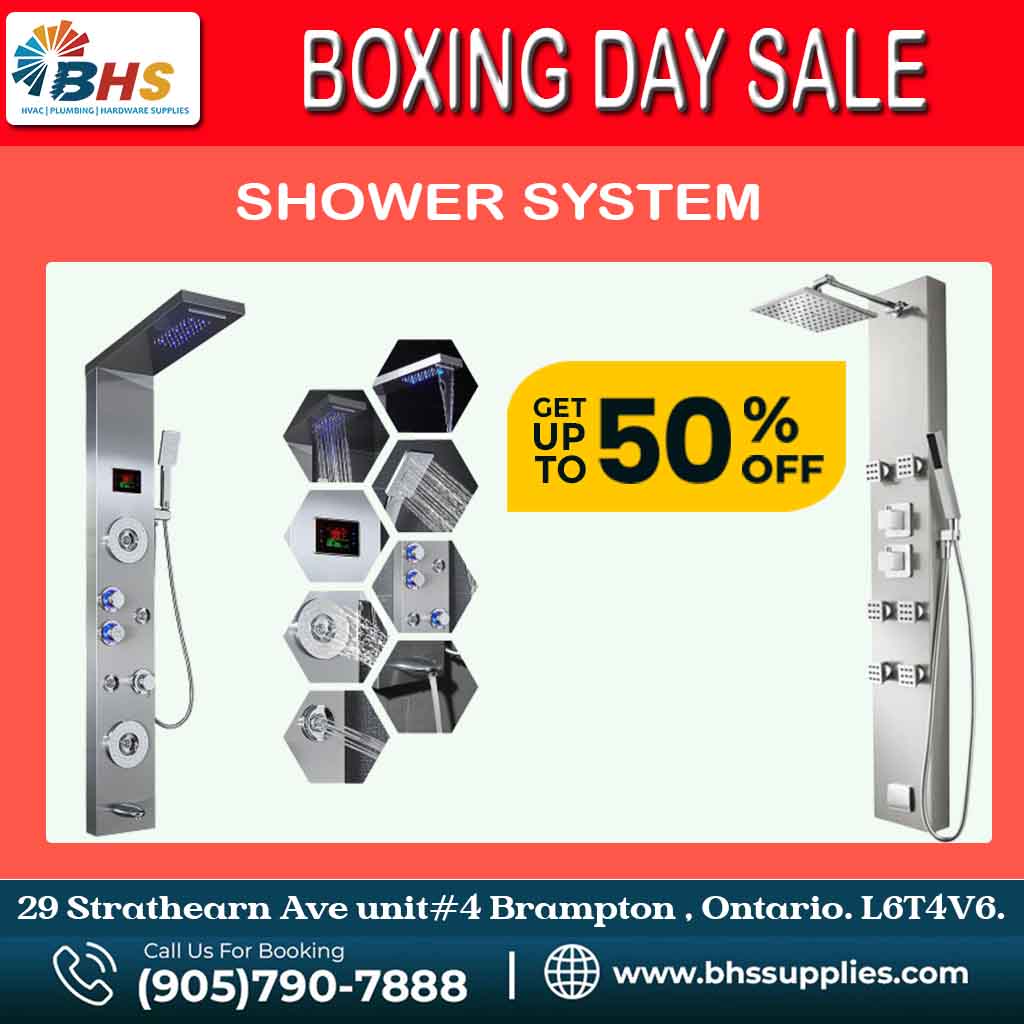 BHS
HVAC | PLUMBING | HARDWARE SUPPLIES
BOXING DAY SALE
SHOWER SYSTEM
GET UP TO 50% OFF
29 Strathearn Ave unit#4 Brampton , Ontario. L6T4V6.
Call Us For Booking
(905)790-7888
www.bhssupplies.com